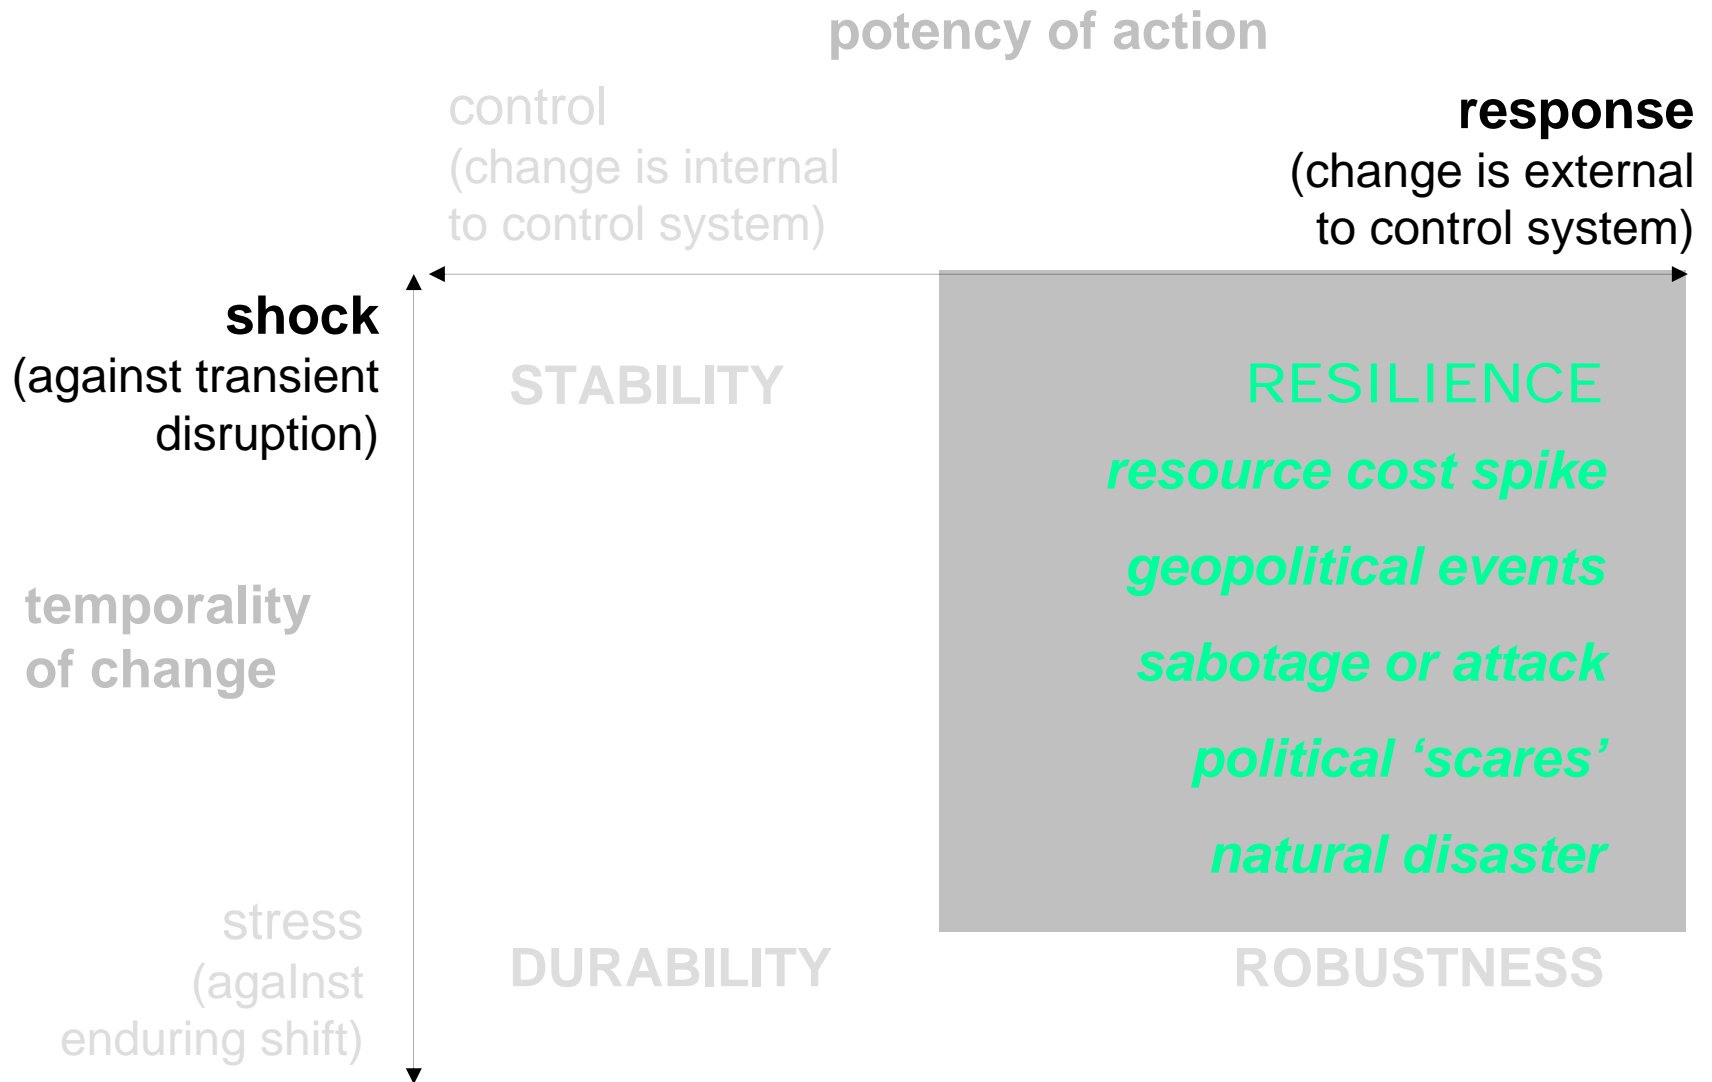 potency of action
control
(change is internal
to control system)
response
(change is external
to control system)
shock
(against transient
disruption)
STABILITY
RESILIENCE
resource cost spike
geopolitical events
sabotage or attack
political ‘scares’
natural disaster
temporality
of change
stress
(agaInst
enduring shift)
DURABILITY
ROBUSTNESS